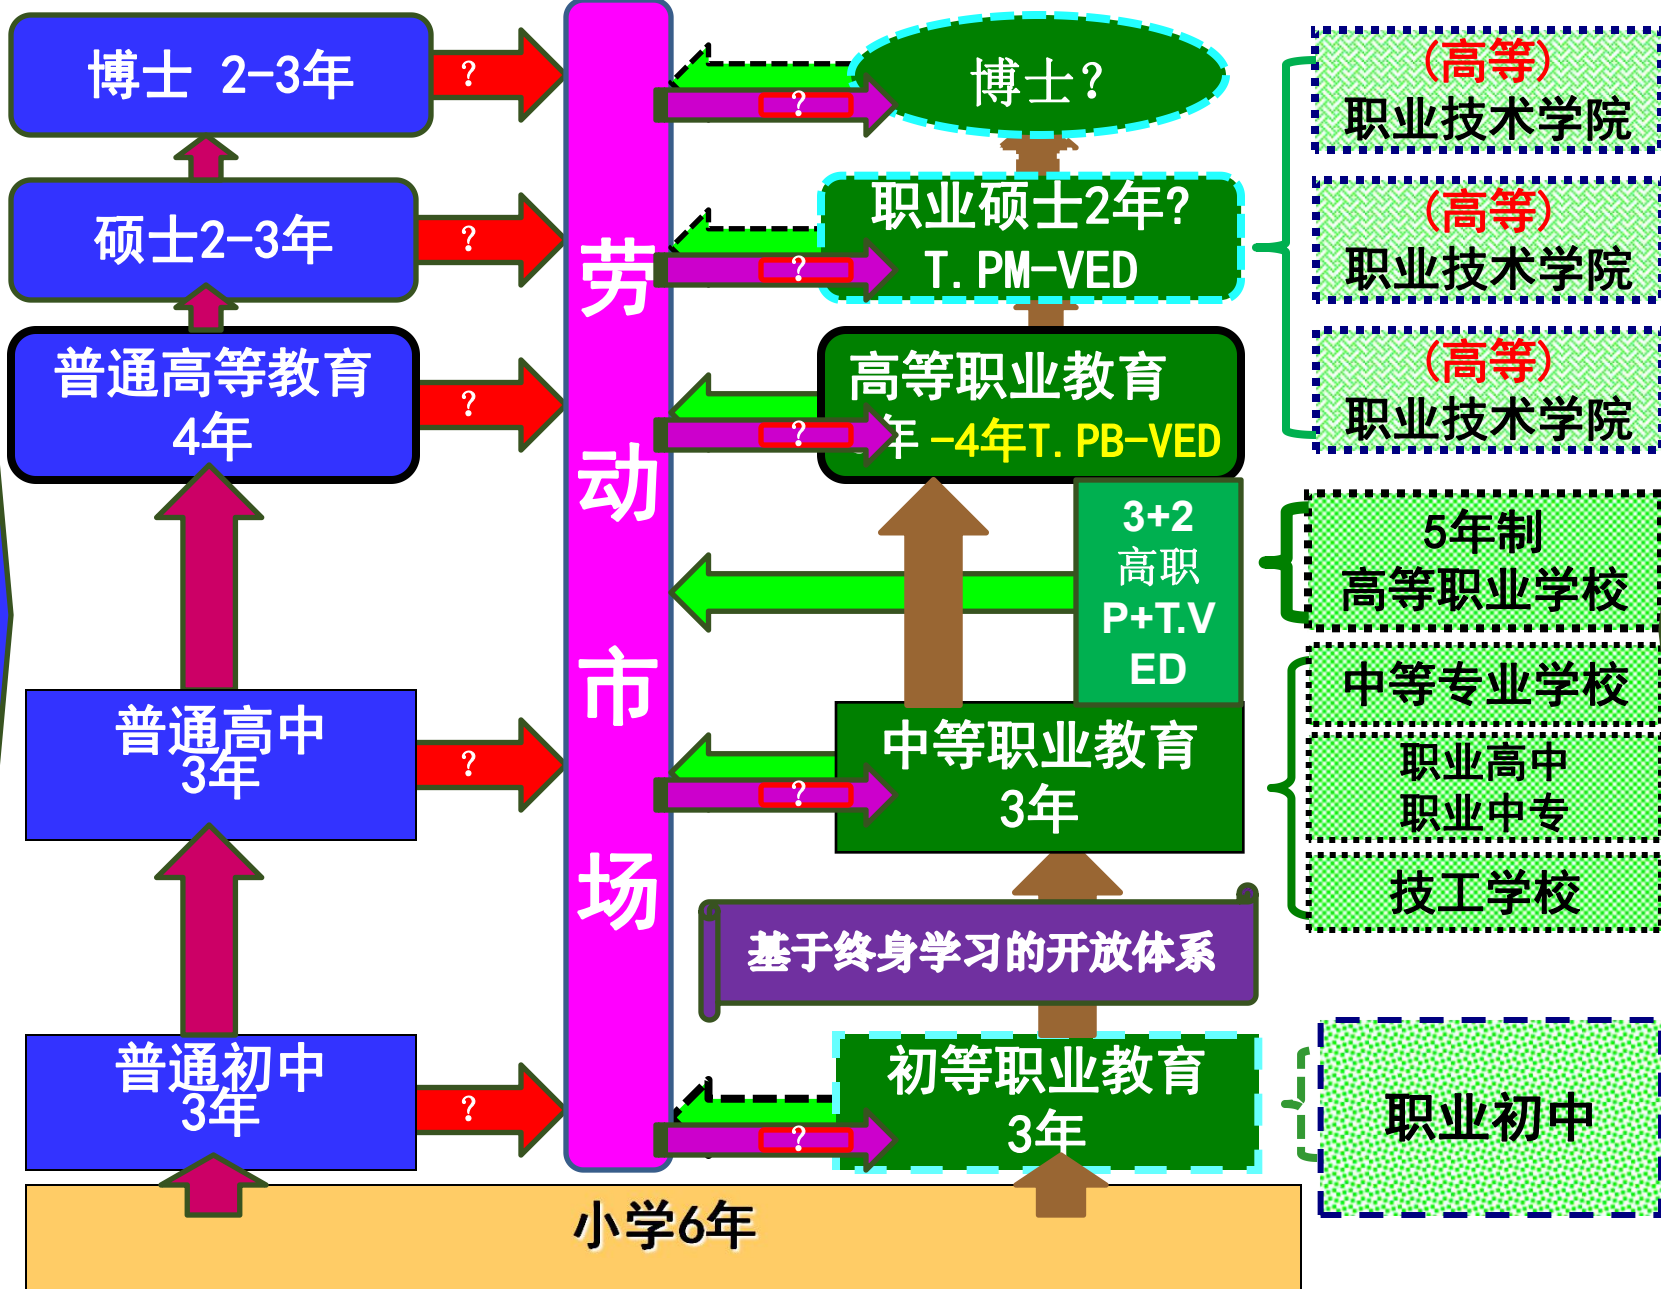 博士 2-3年
?
?
博士?
(高等)
职业技术学院
硕士2-3年
?
?
职业硕士2年?
T. PM-VED
(高等)
职业技术学院
普通高等教育
4年
?
?
高等职业教育
年 -4年T. PB-VED
(高等)
职业技术学院
3+2
高职
P+T.V
ED
5年制
高等职业学校
劳
动
市
场
普通高中
3年
?
?
中等职业教育
3年
中等专业学校
职业高中
职业中专
技工学校
基于终身学习的开放体系
普通初中
3年
?
?
初等职业教育
3年
职业初中
小学6年